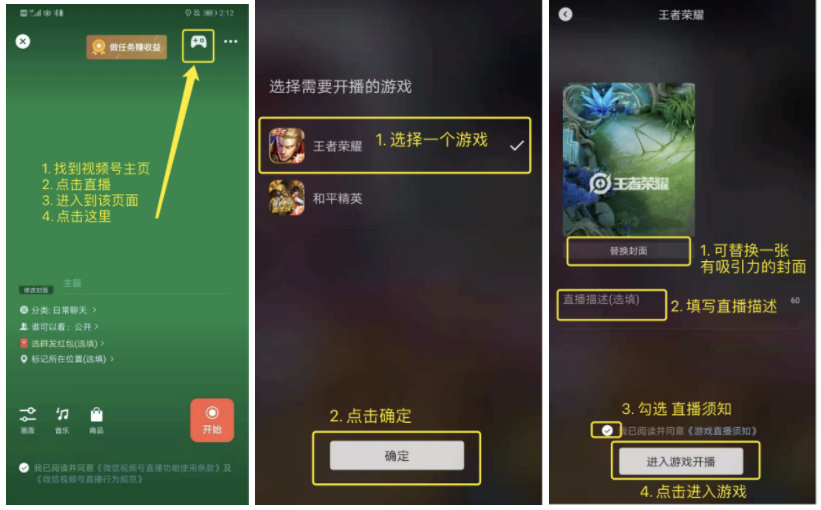 2:12
做任务赚收益
1. 找到视频号主页
2. 点击直播
3. 进入到该页面
4. 点击这里
主题
修改封面
分类: 日常聊天 >
谁可以看: 公开 >
选群发红包(选填) >
标记所在位置(选填) >
画面
音乐
商品
开始
我已阅读并同意《微信视频号直播功能使用条款》及
《微信视频号直播行为规范》
选择需要开播的游戏
王者荣耀
1. 选择一个游戏
和平精英
2. 点击确定
确定
王者荣耀
王者荣耀
替换封面
1. 可替换一张
有吸引力的封面
直播描述(选填)
60
2. 填写直播描述
3. 勾选 直播须知
我已阅读并同意《游戏直播须知》
进入游戏开播
4. 点击进入游戏